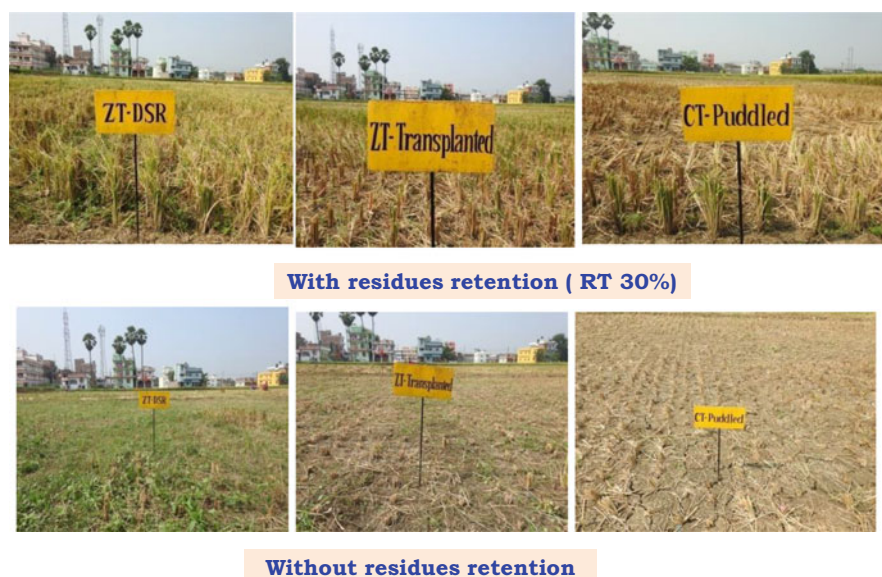 ZT-DSR
ZT-Transplanted
CT-Puddled
With residues retention ( RT 30%)
ZT-DSR
ZT-Transplanted
CT-Puddled
Without residues retention